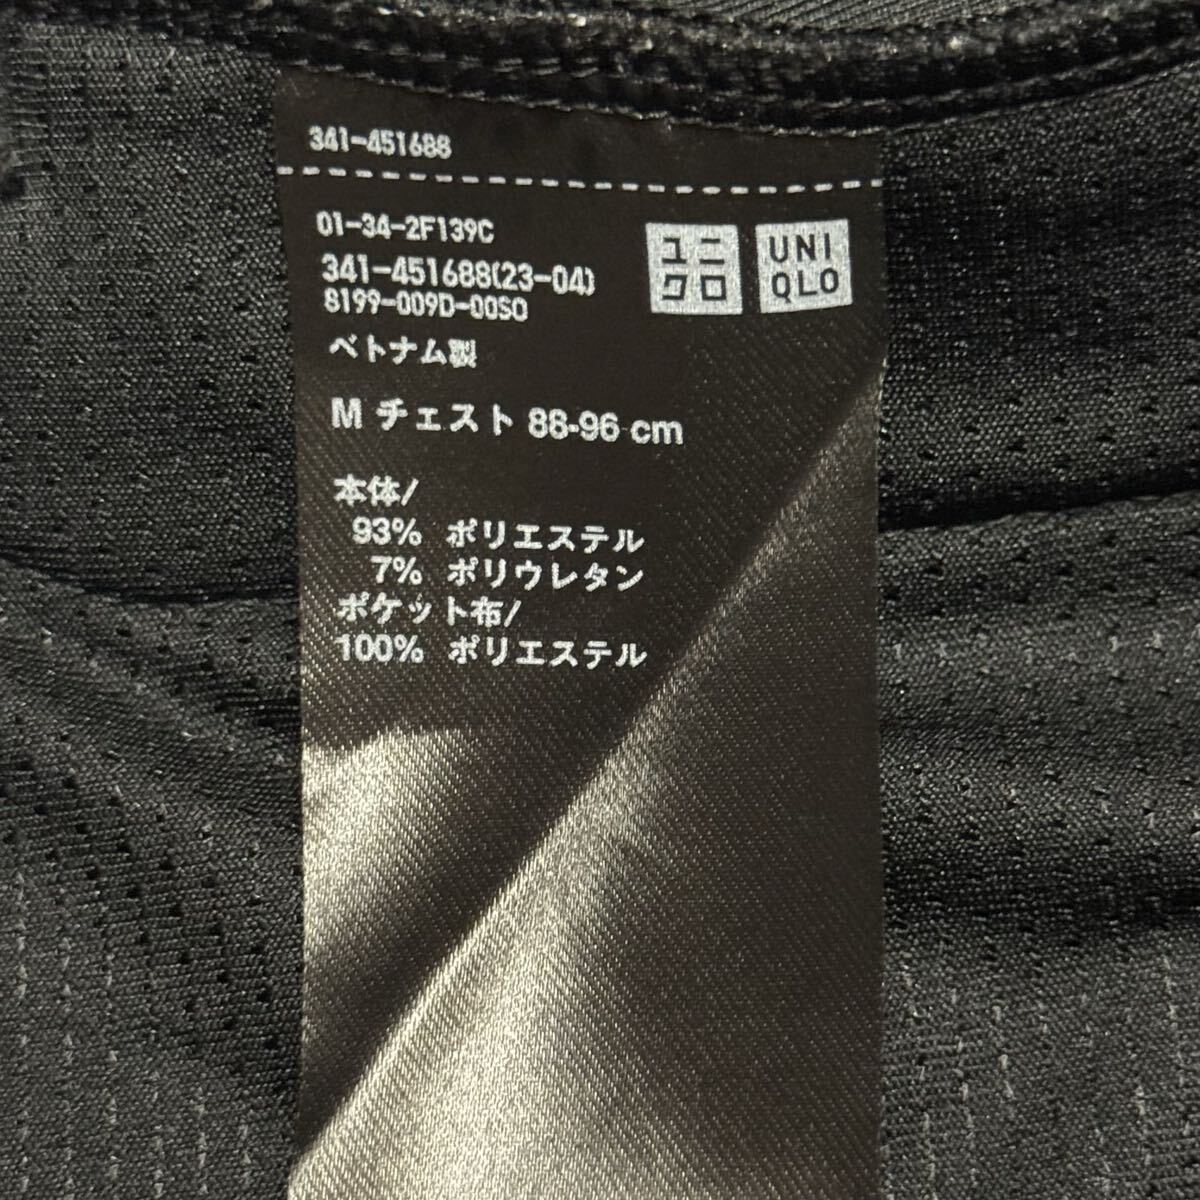 341-451688
01-34-2F139C
341-451688(23-04)
8199-009D-00SO
ユニ
クロ
UNI
QLO
ベトナム製
M チェスト 88-96 cm
本体/
93% ポリエステル
7% ポリウレタン
ポケット布/
100% ポリエステル